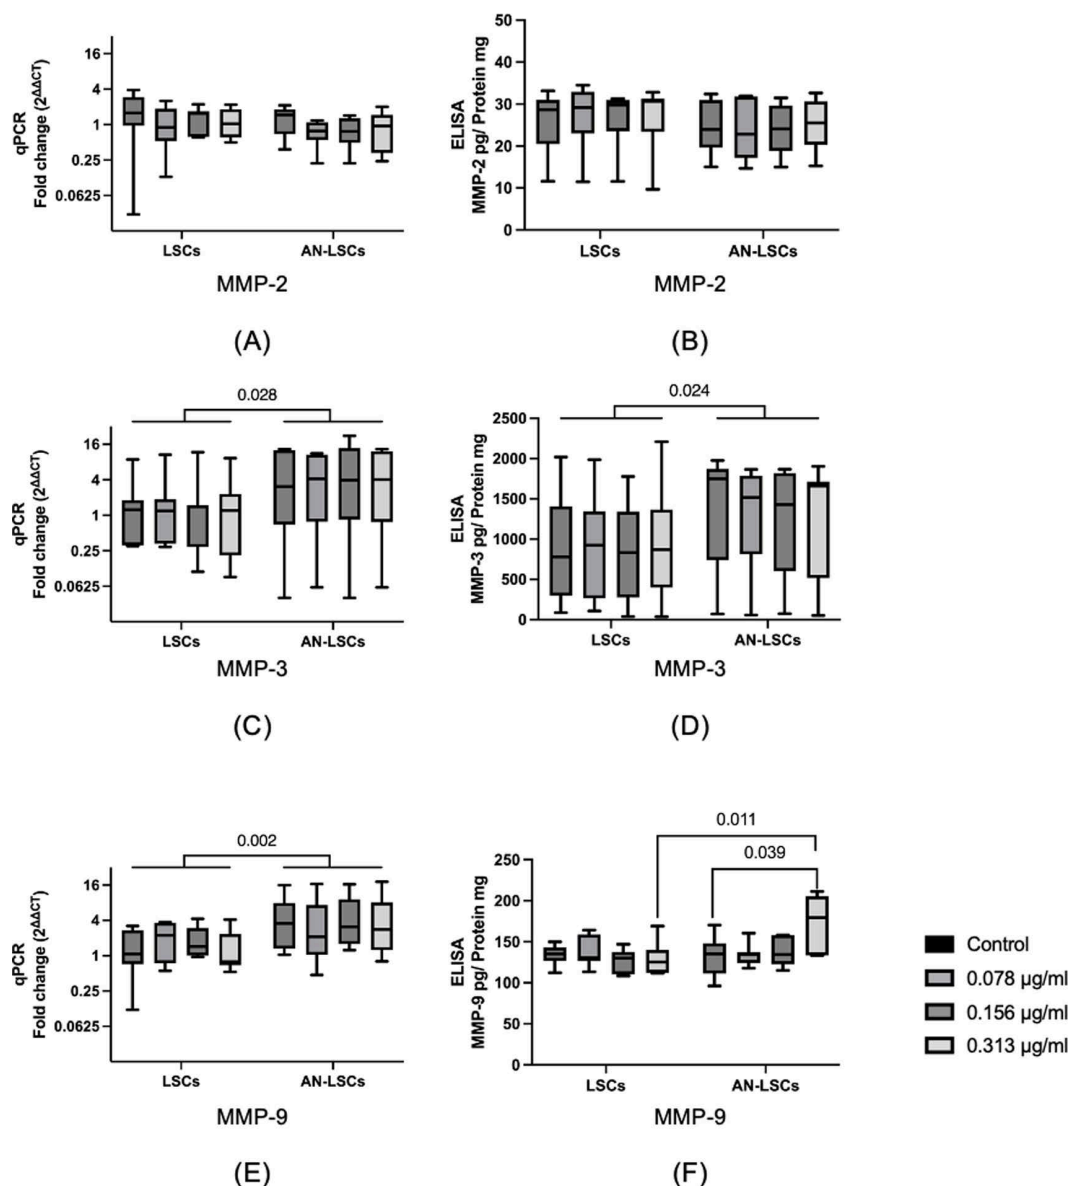 qPCR
Fold change (2ΔΔCT)
16
4
1
0.25
0.0625
LSCs
AN-LSCs
MMP-2
(A)
ELISA
MMP-2 pg/ Protein mg
50
40
30
20
10
0
LSCs
AN-LSCs
MMP-2
(B)
0.028
qPCR
Fold change (2ΔΔCT)
16
4
1
0.25
0.0625
LSCs
AN-LSCs
MMP-3
(C)
0.024
ELISA
MMP-3 pg/ Protein mg
2500
2000
1500
1000
500
0
LSCs
AN-LSCs
MMP-3
(D)
0.002
qPCR
Fold change (2ΔΔCT)
16
4
1
0.25
0.0625
LSCs
AN-LSCs
MMP-9
(E)
0.011
0.039
ELISA
MMP-9 pg/ Protein mg
250
200
150
100
50
0
LSCs
AN-LSCs
MMP-9
(F)
Control
0.078 µg/ml
0.156 µg/ml
0.313 µg/ml